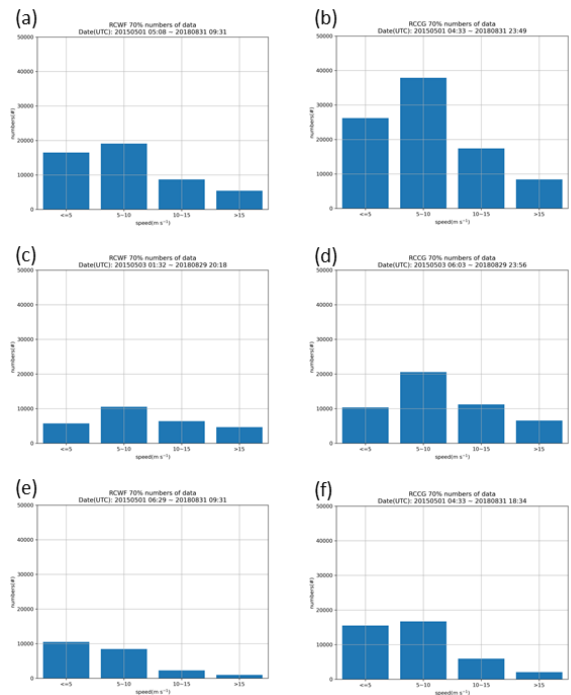 (a)
RCWF 70% numbers of data
Date(UTC): 20150501 05:08 ~ 20180831 09:31
50000
40000
30000
20000
10000
0
numbers(#)
<=5
5~10
10~15
>15
speed(m s⁻¹)
(b)
RCCG 70% numbers of data
Date(UTC): 20150501 04:33 ~ 20180831 23:49
50000
40000
30000
20000
10000
0
numbers(#)
<=5
5~10
10~15
>15
speed(m s⁻¹)
(c)
RCWF 70% numbers of data
Date(UTC): 20150503 01:32 ~ 20180829 20:18
50000
40000
30000
20000
10000
0
numbers(#)
<=5
5~10
10~15
>15
speed(m s⁻¹)
(d)
RCCG 70% numbers of data
Date(UTC): 20150503 06:03 ~ 20180829 23:56
50000
40000
30000
20000
10000
0
numbers(#)
<=5
5~10
10~15
>15
speed(m s⁻¹)
(e)
RCWF 70% numbers of data
Date(UTC): 20150501 06:29 ~ 20180831 09:31
50000
40000
30000
20000
10000
0
numbers(#)
<=5
5~10
10~15
>15
speed(m s⁻¹)
(f)
RCCG 70% numbers of data
Date(UTC): 20150501 04:33 ~ 20180831 18:34
50000
40000
30000
20000
10000
0
numbers(#)
<=5
5~10
10~15
>15
speed(m s⁻¹)